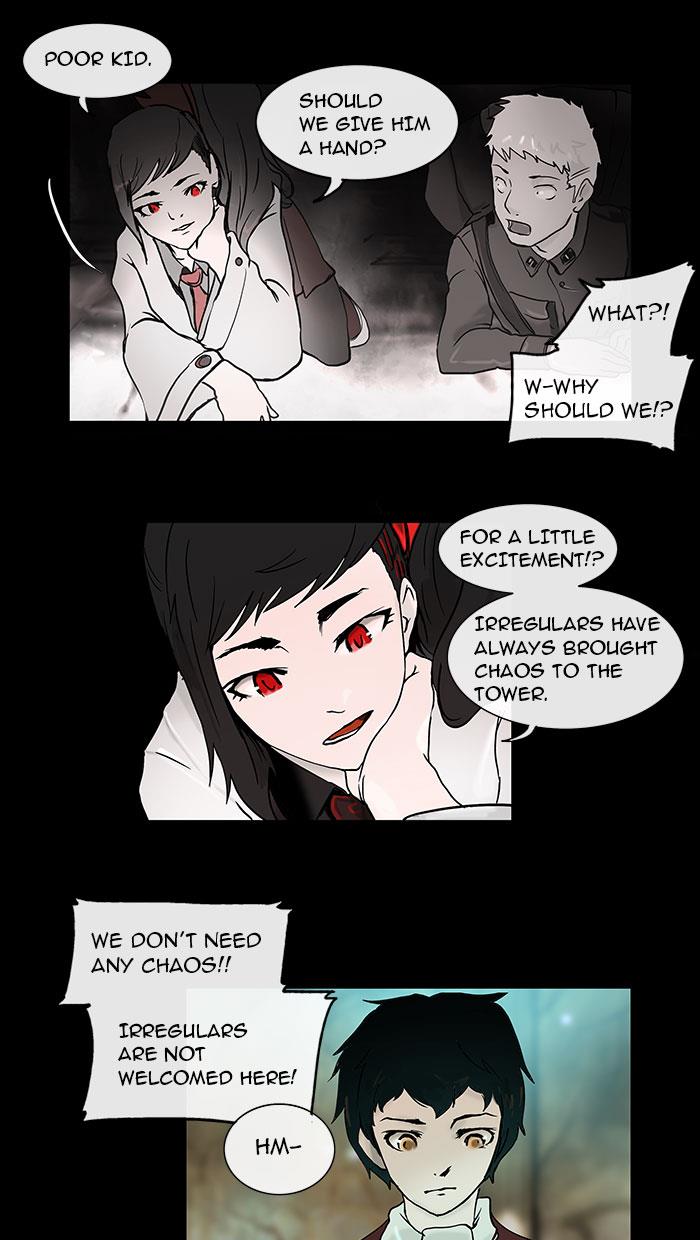 POOR KID.
SHOULD
WE GIVE HIM
A HAND?
WHAT?!
W-WHY
SHOULD WE!?
FOR A LITTLE
EXCITEMENT!?
IRREGULARS HAVE
ALWAYS BROUGHT
CHAOS TO THE
TOWER.
WE DON'T NEED
ANY CHAOS!!
IRREGULARS
ARE NOT
WELCOMED HERE!
HM-